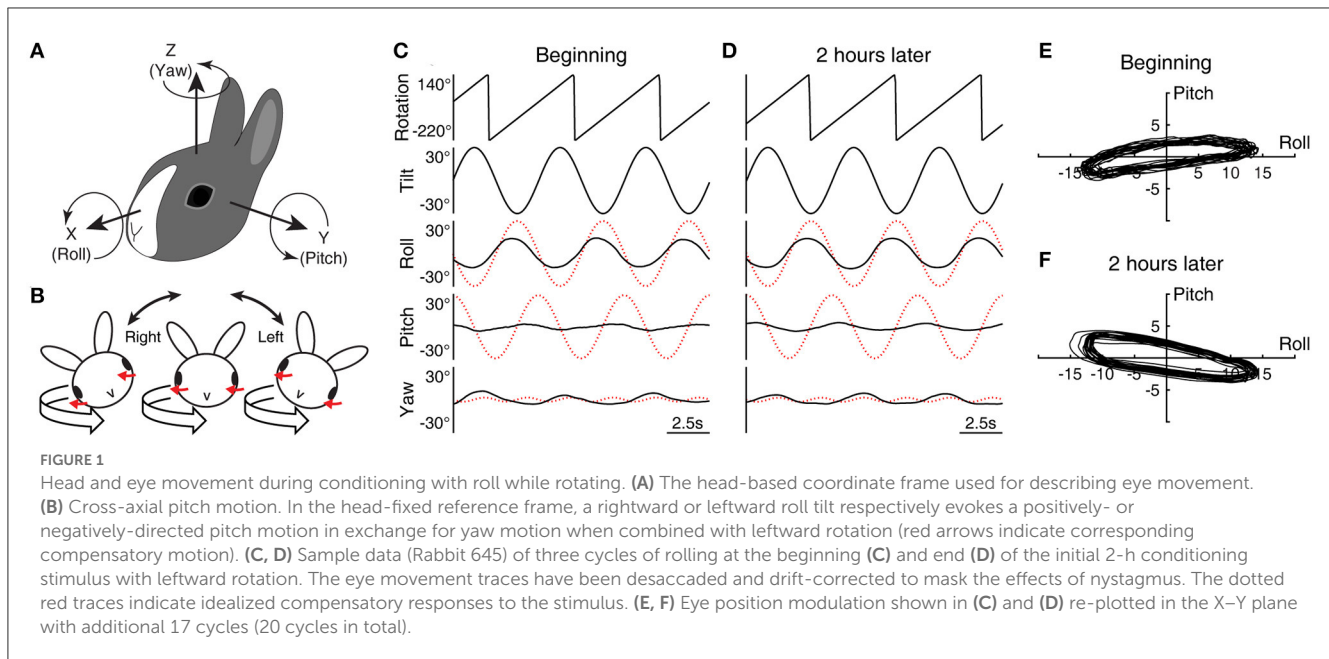 A
Z
(Yaw)
X
(Roll)
Y
(Pitch)
B
Right
Left
v
v
v
C
Beginning
D
2 hours later
Rotation
140°
-220°
Tilt
30°
-30°
Roll
30°
-30°
Pitch
30°
-30°
Yaw
30°
-30°
2.5s
2.5s
E
Beginning
Pitch
5
Roll
-15
-5
5
10
15
-5
F
2 hours later
Pitch
5
Roll
-15
-10
-5
5
10
15
-5
FIGURE 1
Head and eye movement during conditioning with roll while rotating. (A) The head-based coordinate frame used for describing eye movement.
(B) Cross-axial pitch motion. In the head-fixed reference frame, a rightward or leftward roll tilt respectively evokes a positively- or
negatively-directed pitch motion in exchange for yaw motion when combined with leftward rotation (red arrows indicate corresponding
compensatory motion). (C, D) Sample data (Rabbit 645) of three cycles of rolling at the beginning (C) and end (D) of the initial 2-h conditioning
stimulus with leftward rotation. The eye movement traces have been desaccaded and drift-corrected to mask the effects of nystagmus. The dotted
red traces indicate idealized compensatory responses to the stimulus. (E, F) Eye position modulation shown in (C) and (D) re-plotted in the X–Y plane
with additional 17 cycles (20 cycles in total).